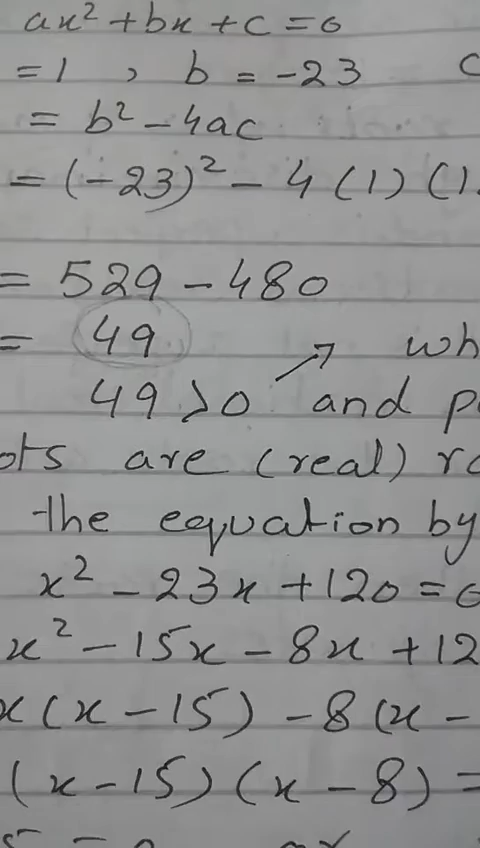 ax² + bx + c = 0
= 1 , b = -23 c
= b² - 4ac
= (-23)² - 4 (1) (1
= 529 - 480
= 49 → wh
49 > 0 and p
ots are (real) ra
the equation by
x² - 23x + 120 = 0
x² - 15x - 8x + 12
x (x - 15) - 8 (x -
(x - 15) (x - 8) =